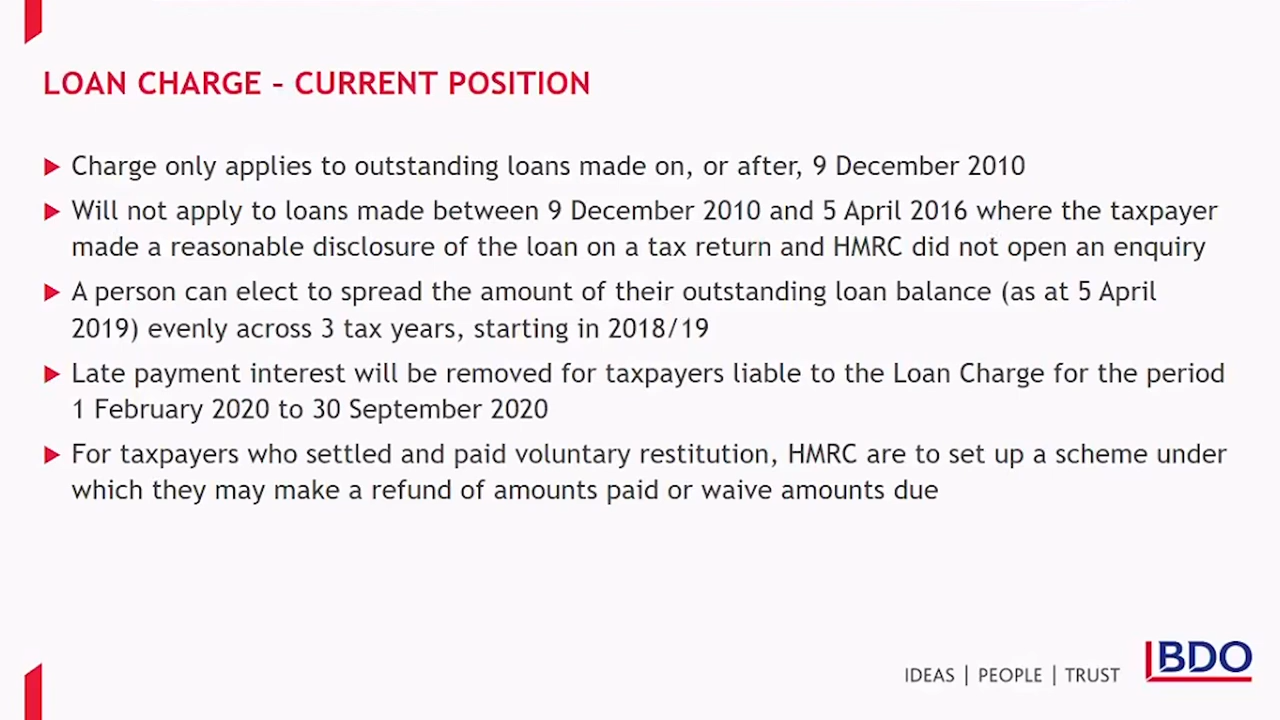 LOAN CHARGE – CURRENT POSITION
Charge only applies to outstanding loans made on, or after, 9 December 2010
Will not apply to loans made between 9 December 2010 and 5 April 2016 where the taxpayer
made a reasonable disclosure of the loan on a tax return and HMRC did not open an enquiry
A person can elect to spread the amount of their outstanding loan balance (as at 5 April
2019) evenly across 3 tax years, starting in 2018/19
Late payment interest will be removed for taxpayers liable to the Loan Charge for the period
1 February 2020 to 30 September 2020
For taxpayers who settled and paid voluntary restitution, HMRC are to set up a scheme under
which they may make a refund of amounts paid or waive amounts due
IDEAS | PEOPLE | TRUST
BDO